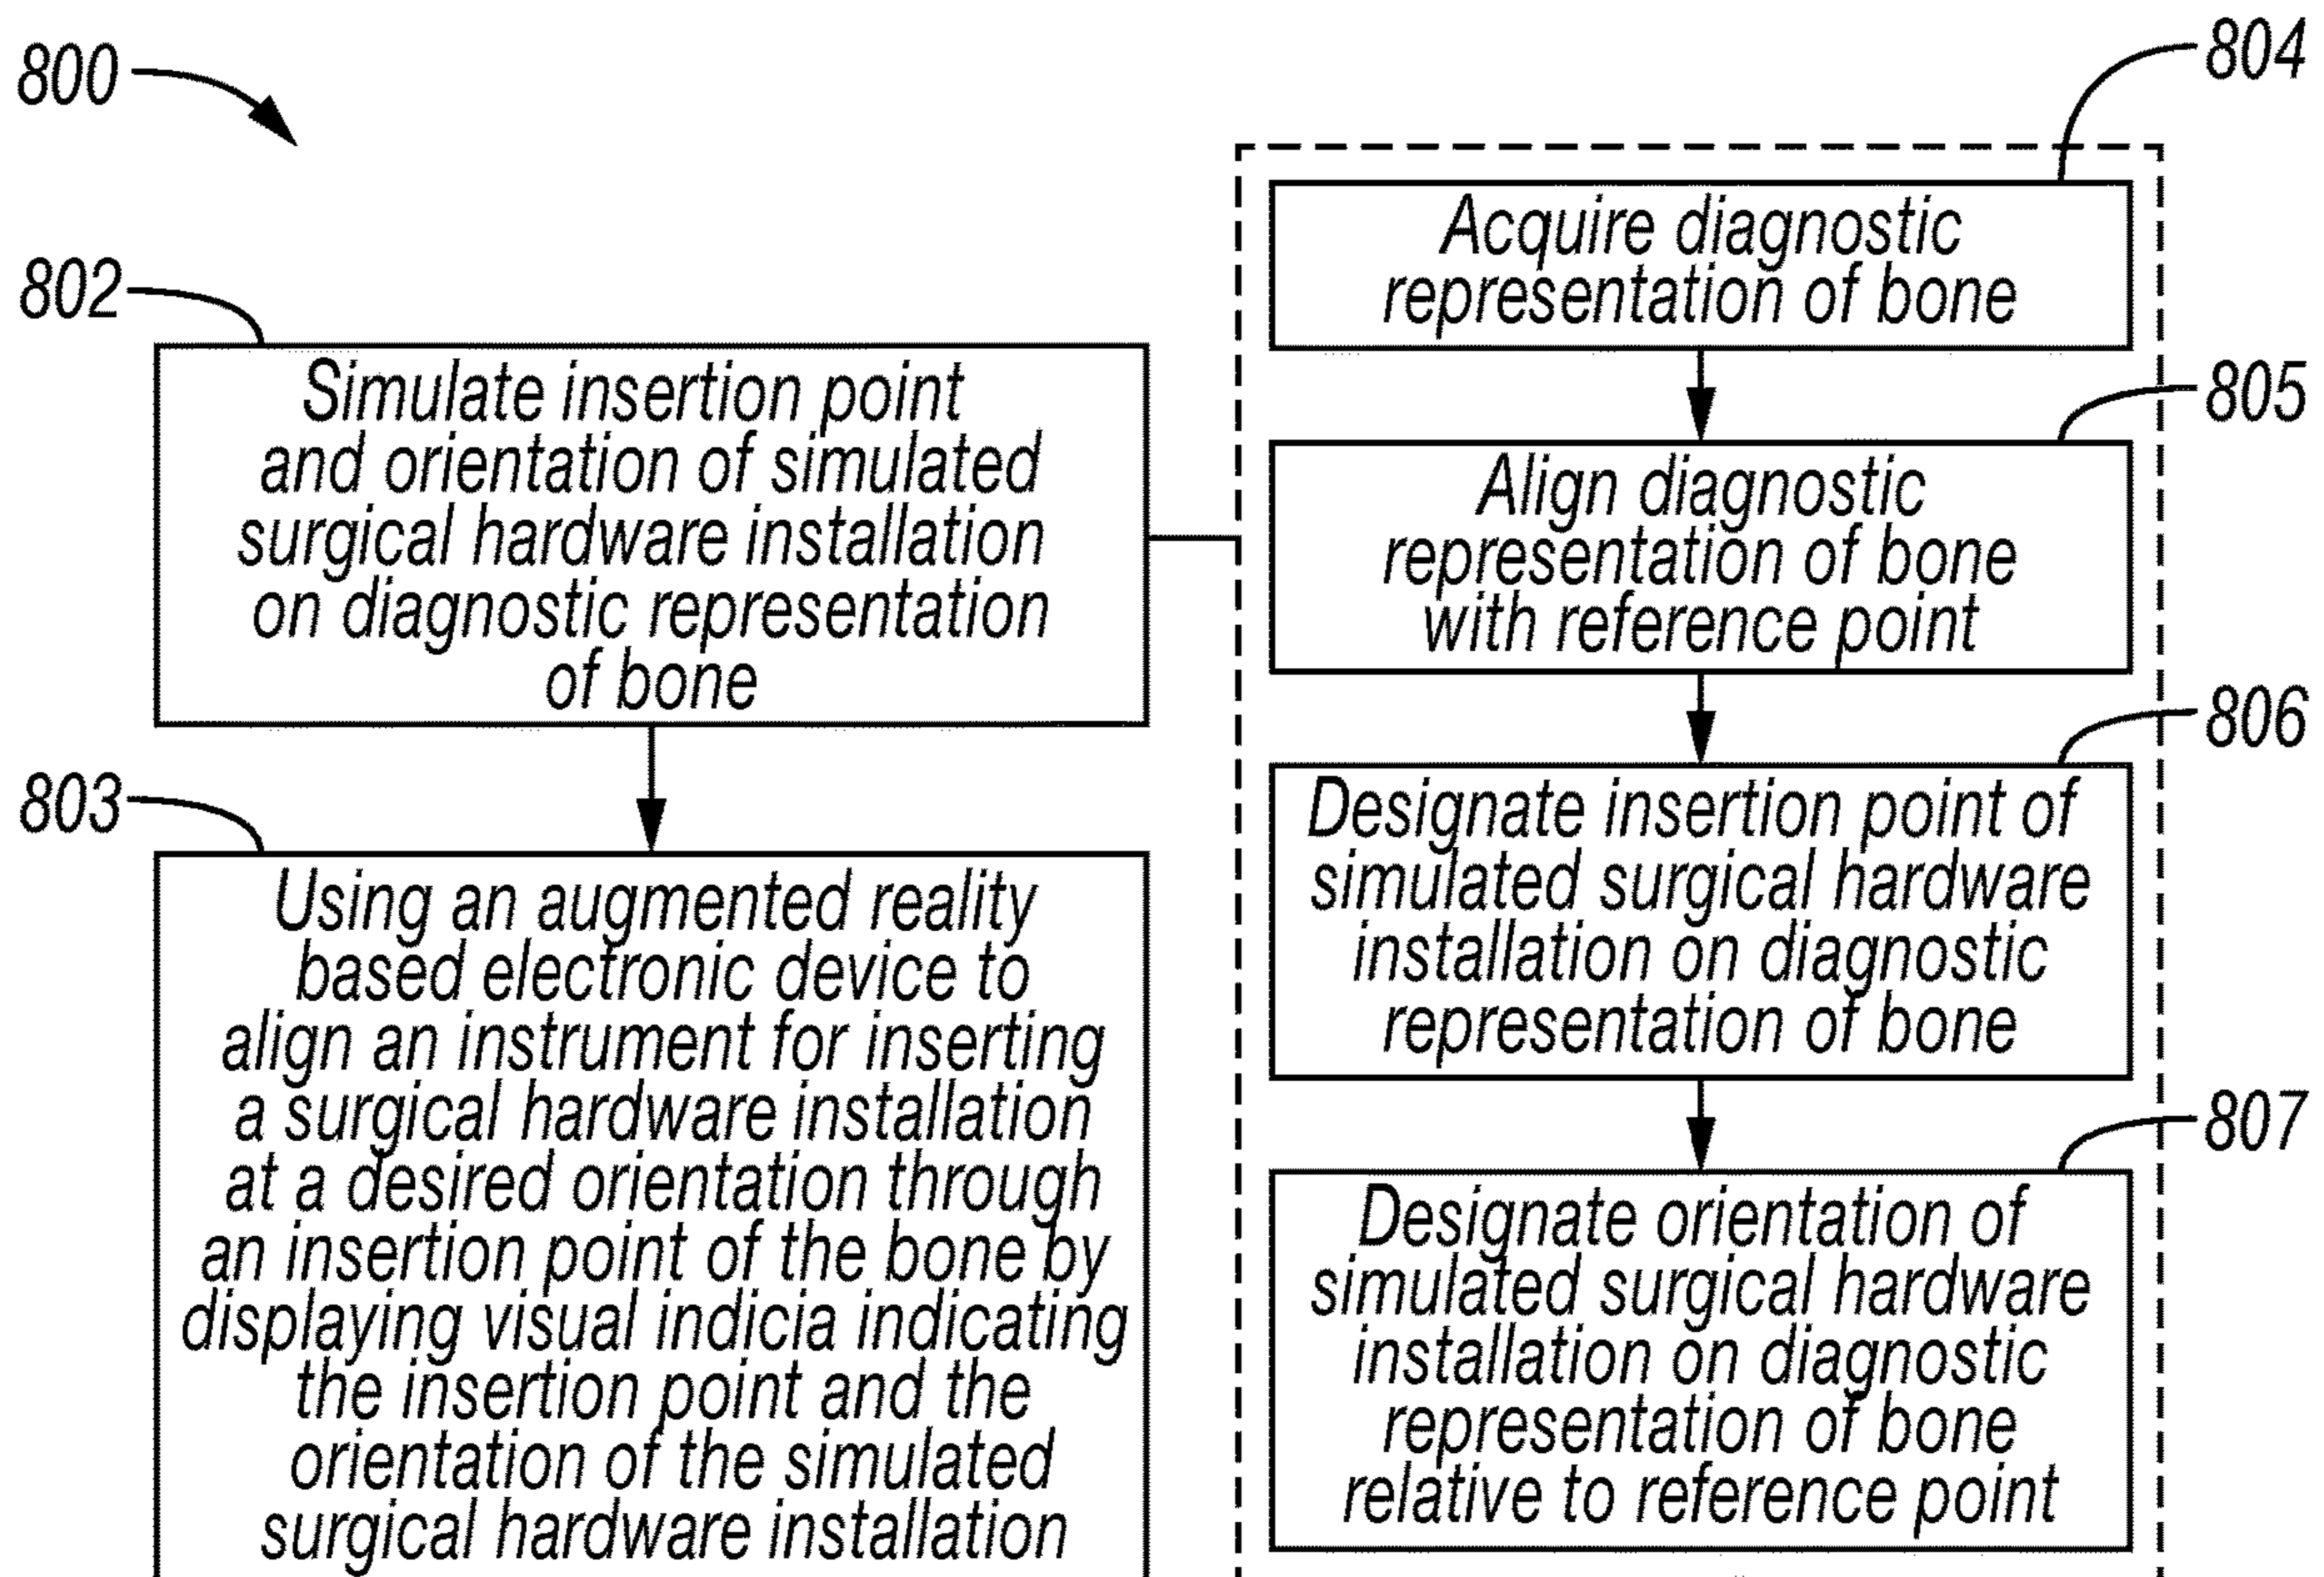 800
802
Simulate insertion point
and orientation of simulated
surgical hardware installation
on diagnostic representation
of bone
803
Using an augmented reality
based electronic device to
align an instrument for inserting
a surgical hardware installation
at a desired orientation through
an insertion point of the bone by
displaying visual indicia indicating
the insertion point and the
orientation of the simulated
surgical hardware installation
804
Acquire diagnostic
representation of bone
805
Align diagnostic
representation of bone
with reference point
806
Designate insertion point of
simulated surgical hardware
installation on diagnostic
representation of bone
807
Designate orientation of
simulated surgical hardware
installation on diagnostic
representation of bone
relative to reference point